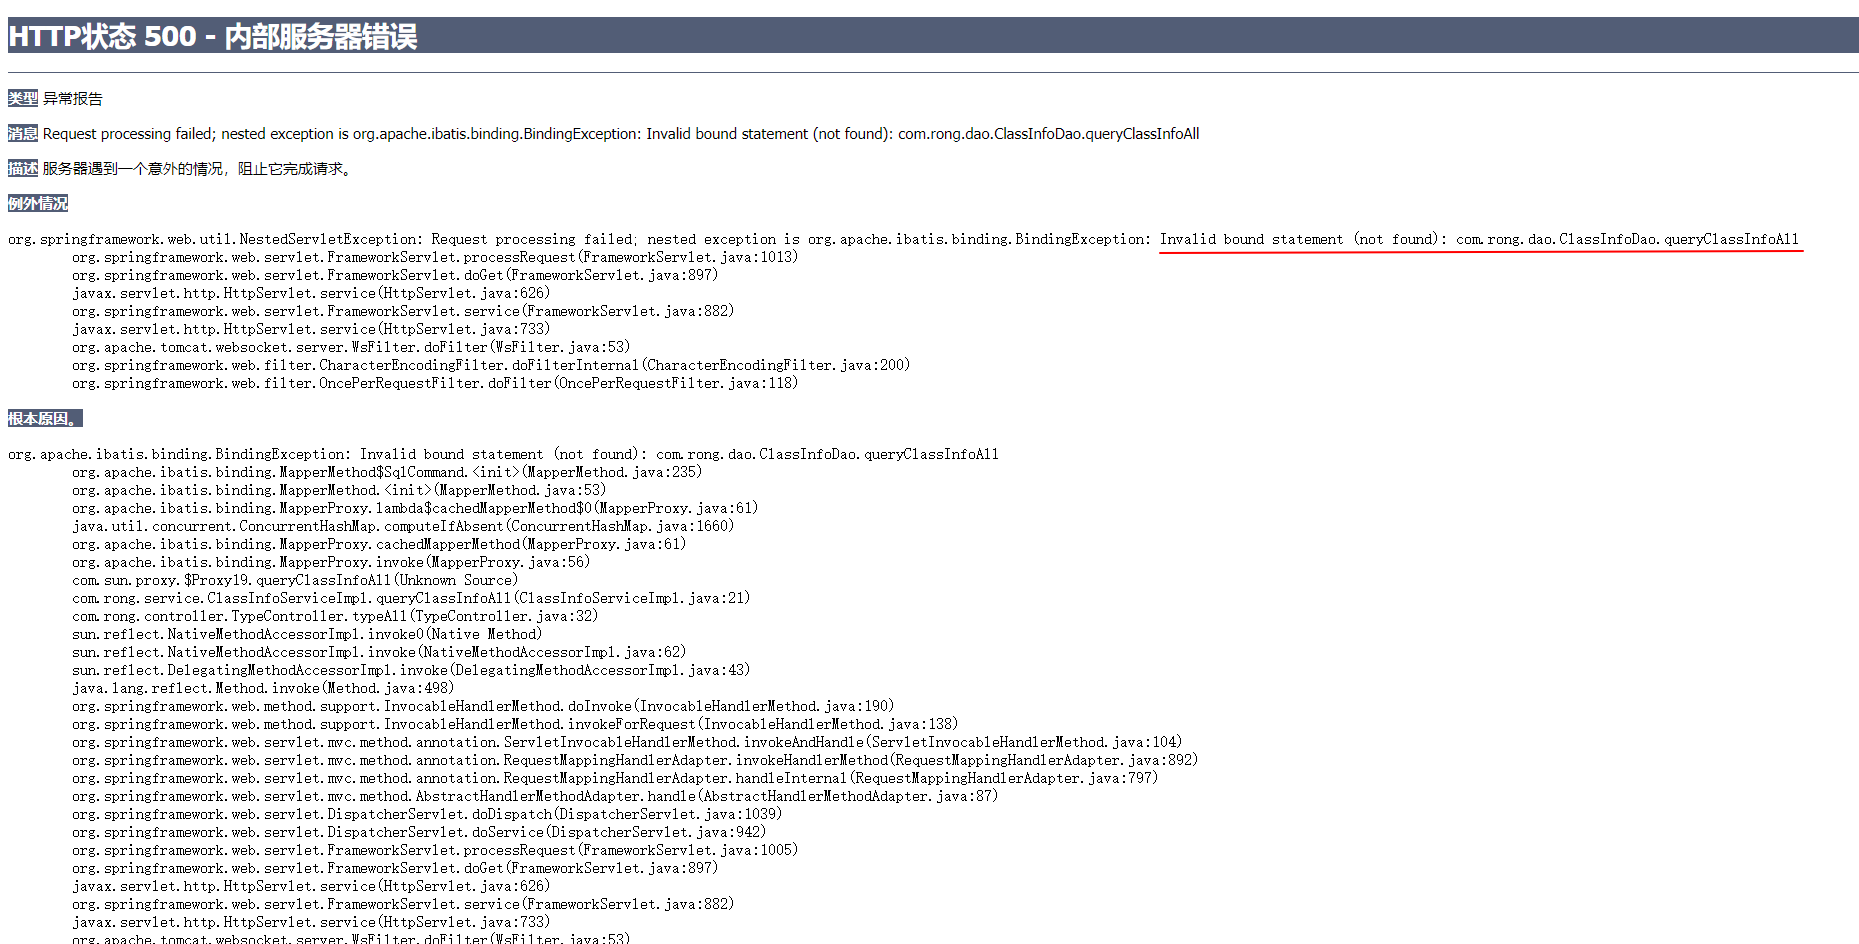 HTTP状态 500 - 内部服务器错误
类型 异常报告
消息 Request processing failed; nested exception is org.apache.ibatis.binding.BindingException: Invalid bound statement (not found): com.rong.dao.ClassInfoDao.queryClassInfoAll
描述 服务器遇到一个意外的情况，阻止它完成请求。
例外情况
org.springframework.web.util.NestedServletException: Request processing failed; nested exception is org.apache.ibatis.binding.BindingException: Invalid bound statement (not found): com.rong.dao.ClassInfoDao.queryClassInfoAll
org.springframework.web.servlet.FrameworkServlet.processRequest(FrameworkServlet.java:1013)
org.springframework.web.servlet.FrameworkServlet.doGet(FrameworkServlet.java:897)
javax.servlet.http.HttpServlet.service(HttpServlet.java:626)
org.springframework.web.servlet.FrameworkServlet.service(FrameworkServlet.java:882)
javax.servlet.http.HttpServlet.service(HttpServlet.java:733)
org.apache.tomcat.websocket.server.WsFilter.doFilter(WsFilter.java:53)
org.springframework.web.filter.CharacterEncodingFilter.doFilterInternal(CharacterEncodingFilter.java:200)
org.springframework.web.filter.OncePerRequestFilter.doFilter(OncePerRequestFilter.java:118)
根本原因。
org.apache.ibatis.binding.BindingException: Invalid bound statement (not found): com.rong.dao.ClassInfoDao.queryClassInfoAll
org.apache.ibatis.binding.MapperMethod$SqlCommand.<init>(MapperMethod.java:235)
org.apache.ibatis.binding.MapperMethod.<init>(MapperMethod.java:53)
org.apache.ibatis.binding.MapperProxy.lambda$cachedMapperMethod$0(MapperProxy.java:61)
java.util.concurrent.ConcurrentHashMap.computeIfAbsent(ConcurrentHashMap.java:1660)
org.apache.ibatis.binding.MapperProxy.cachedMapperMethod(MapperProxy.java:61)
org.apache.ibatis.binding.MapperProxy.invoke(MapperProxy.java:56)
com.sun.proxy.$Proxy19.queryClassInfoAll(Unknown Source)
com.rong.service.ClassInfoServiceImpl.queryClassInfoAll(ClassInfoServiceImpl.java:21)
com.rong.controller.TypeController.typeAll(TypeController.java:32)
sun.reflect.NativeMethodAccessorImpl.invoke0(Native Method)
sun.reflect.NativeMethodAccessorImpl.invoke(NativeMethodAccessorImpl.java:62)
sun.reflect.DelegatingMethodAccessorImpl.invoke(DelegatingMethodAccessorImpl.java:43)
java.lang.reflect.Method.invoke(Method.java:498)
org.springframework.web.method.support.InvocableHandlerMethod.doInvoke(InvocableHandlerMethod.java:190)
org.springframework.web.method.support.InvocableHandlerMethod.invokeForRequest(InvocableHandlerMethod.java:138)
org.springframework.web.servlet.mvc.method.annotation.ServletInvocableHandlerMethod.invokeAndHandle(ServletInvocableHandlerMethod.java:104)
org.springframework.web.servlet.mvc.method.annotation.RequestMappingHandlerAdapter.invokeHandlerMethod(RequestMappingHandlerAdapter.java:892)
org.springframework.web.servlet.mvc.method.annotation.RequestMappingHandlerAdapter.handleInternal(RequestMappingHandlerAdapter.java:797)
org.springframework.web.servlet.mvc.method.AbstractHandlerMethodAdapter.handle(AbstractHandlerMethodAdapter.java:87)
org.springframework.web.servlet.DispatcherServlet.doDispatch(DispatcherServlet.java:1039)
org.springframework.web.servlet.DispatcherServlet.doService(DispatcherServlet.java:942)
org.springframework.web.servlet.FrameworkServlet.processRequest(FrameworkServlet.java:1005)
org.springframework.web.servlet.FrameworkServlet.doGet(FrameworkServlet.java:897)
javax.servlet.http.HttpServlet.service(HttpServlet.java:626)
org.springframework.web.servlet.FrameworkServlet.service(FrameworkServlet.java:882)
javax.servlet.http.HttpServlet.service(HttpServlet.java:733)
org.apache.tomcat.websocket.server.WsFilter.doFilter(WsFilter.java:53)